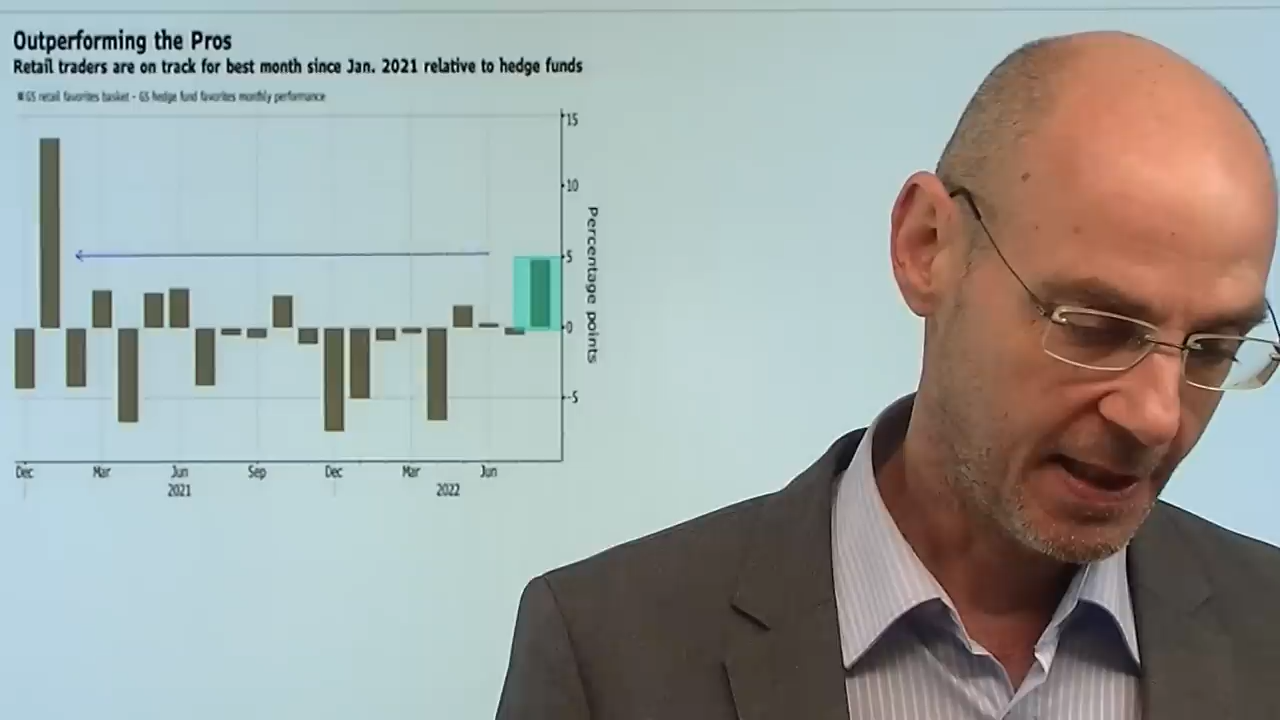 Outperforming the Pros
Retail traders are on track for best month since Jan. 2021 relative to hedge funds
GS retail favorites basket - GS hedge fund favorites monthly performance
15
10
5
0
-5
Percentage points
Dec Mar Jun Sep Dec Mar Jun
2021 2022